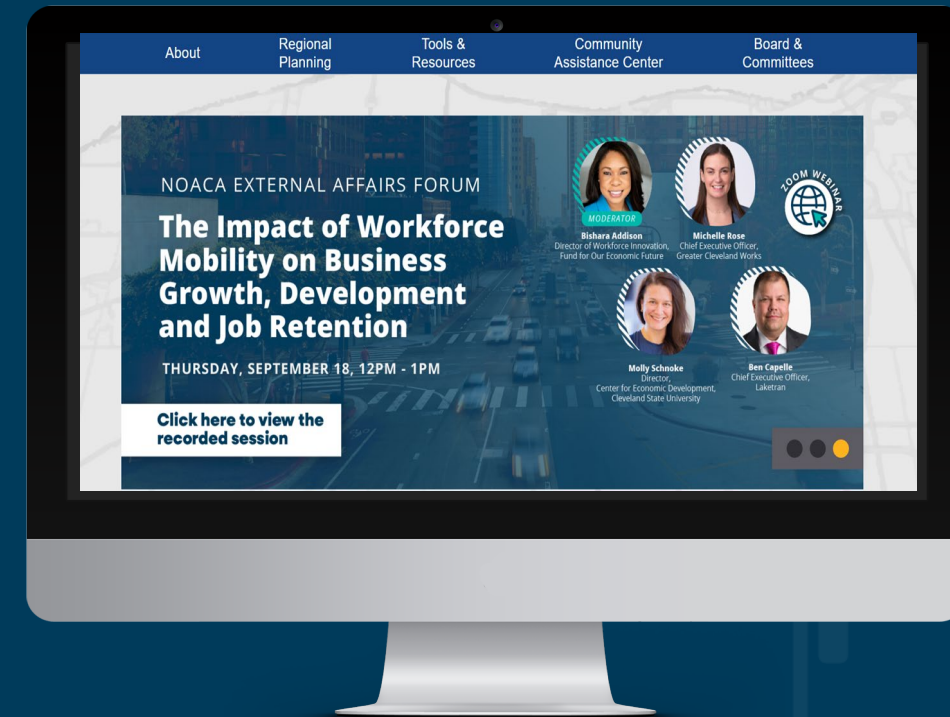 About
Regional
Planning
Tools &
Resources
Community
Assistance Center
Board &
Committees
NOACA EXTERNAL AFFAIRS FORUM
The Impact of Workforce
Mobility on Business
Growth, Development
and Job Retention
THURSDAY, SEPTEMBER 18, 12PM - 1PM
Click here to view the
recorded session
MODERATOR
Bishara Addison
Director of Workforce Innovation,
Fund for Our Economic Future
Michelle Rose
Chief Executive Officer,
Greater Cleveland Works
ZOOM WEBINAR
Molly Schnoke
Director,
Center for Economic Development,
Cleveland State University
Ben Capelle
Chief Executive Officer,
Laketran